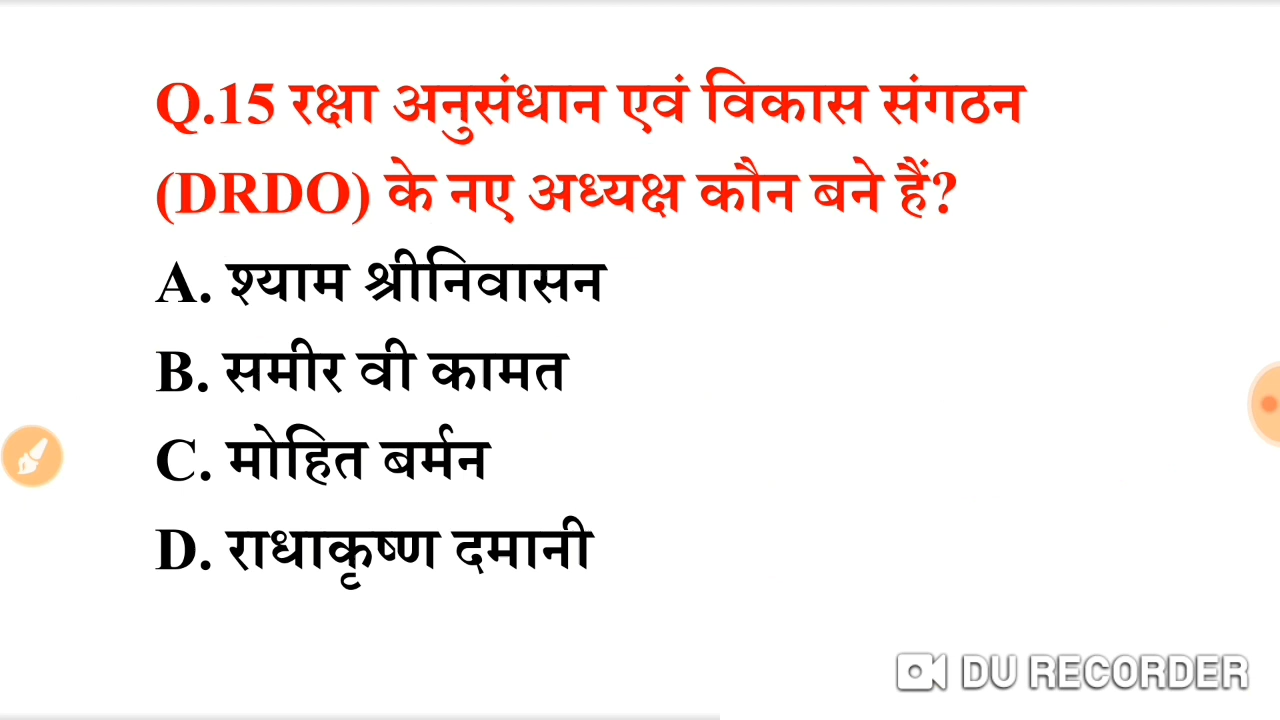 Q.15 रक्षा अनुसंधान एवं विकास संगठन
(DRDO) के नए अध्यक्ष कौन बने हैं?
A. श्याम श्रीनिवासन
B. समीर वी कामत
C. मोहित बर्मन
D. राधाकृष्ण दमानी
DU RECORDER